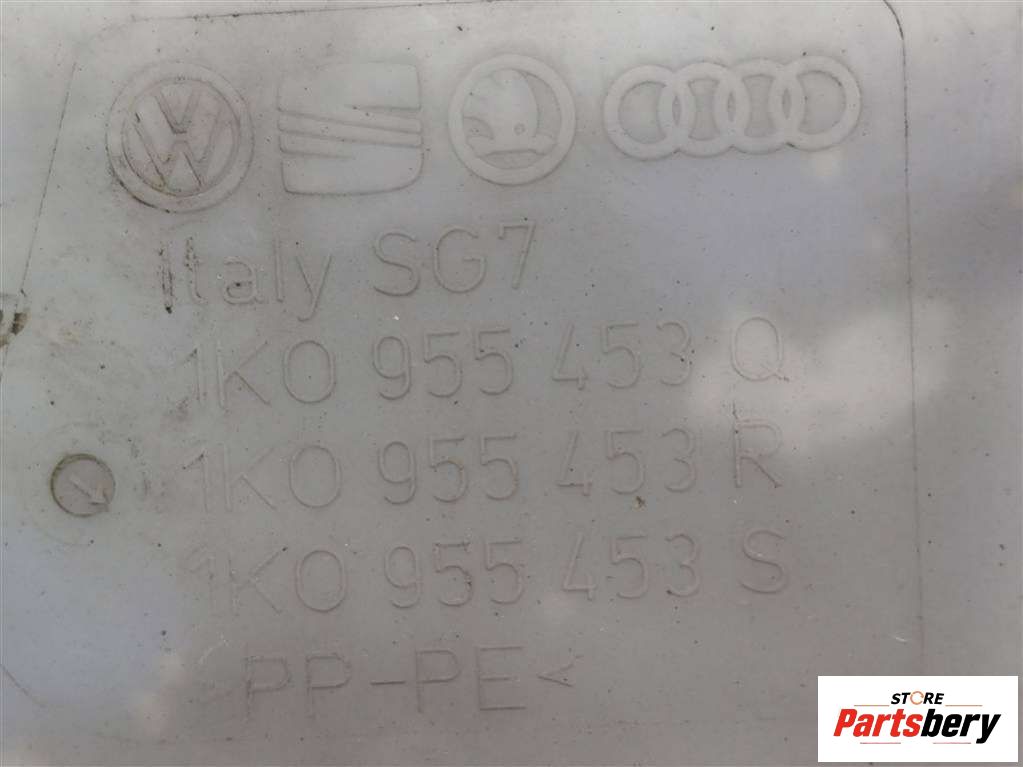 Italy SG7
1K0 955 453 Q
1K0 955 453 R
1K0 955 453 S
PP-PE<
STORE
Partsbery